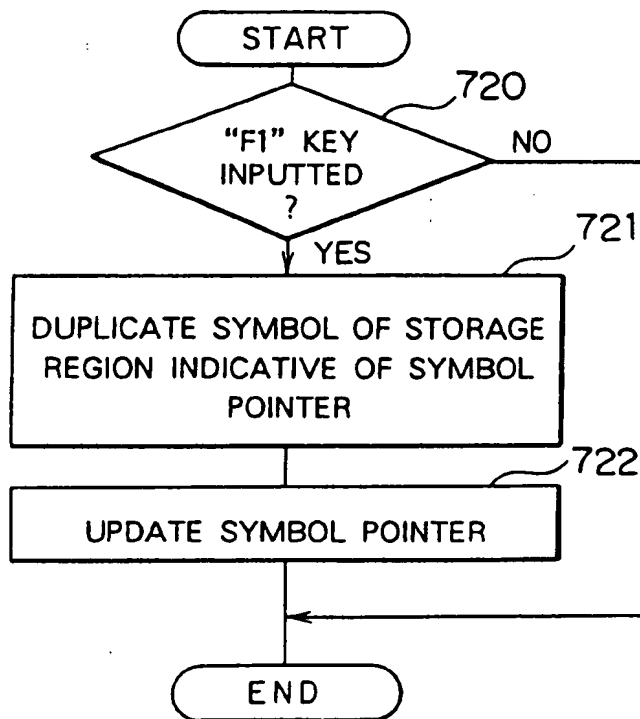 START
720
"F1" KEY
INPUTTED
?
NO
YES
721
DUPLICATE SYMBOL OF STORAGE
REGION INDICATIVE OF SYMBOL
POINTER
722
UPDATE SYMBOL POINTER
END